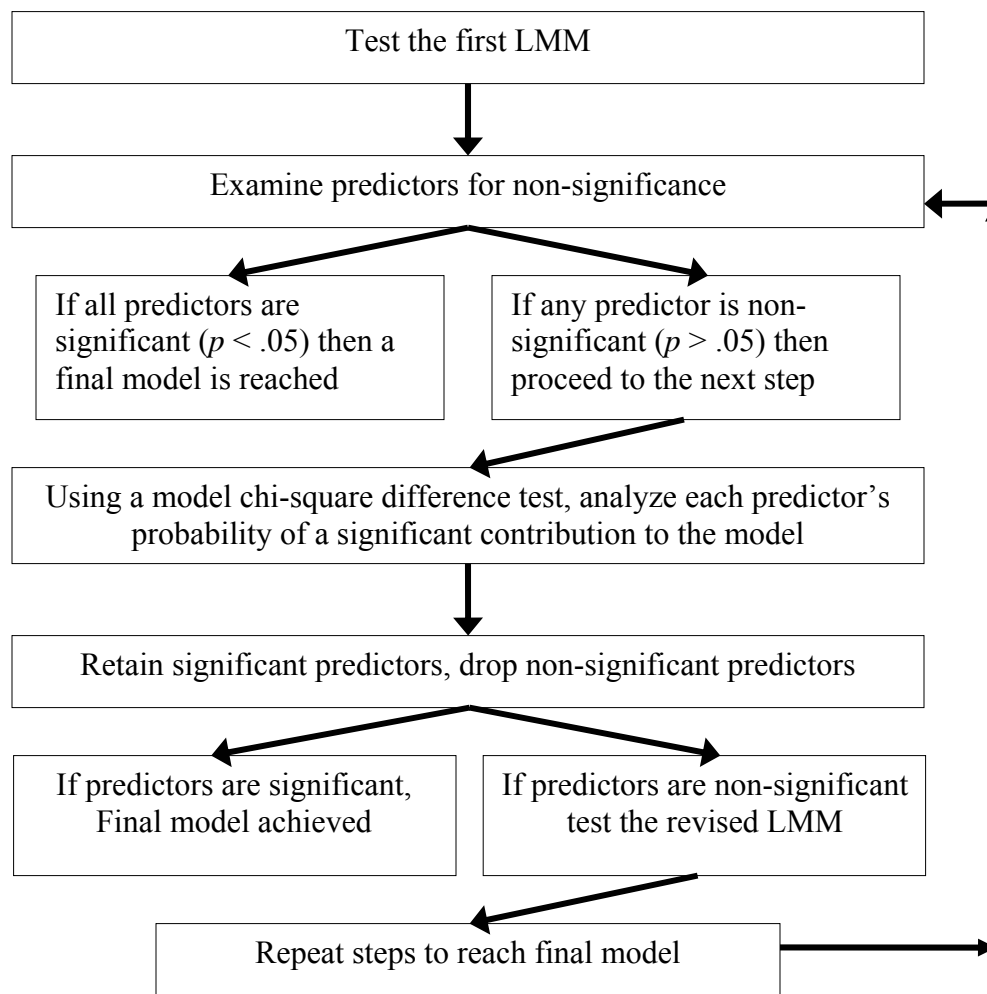 Test the first LMM
Examine predictors for non-significance
If all predictors are
significant (p < .05) then a
final model is reached
If any predictor is non-
significant (p > .05) then
proceed to the next step
Using a model chi-square difference test, analyze each predictor’s
probability of a significant contribution to the model
Retain significant predictors, drop non-significant predictors
If predictors are significant,
Final model achieved
If predictors are non-significant
test the revised LMM
Repeat steps to reach final model